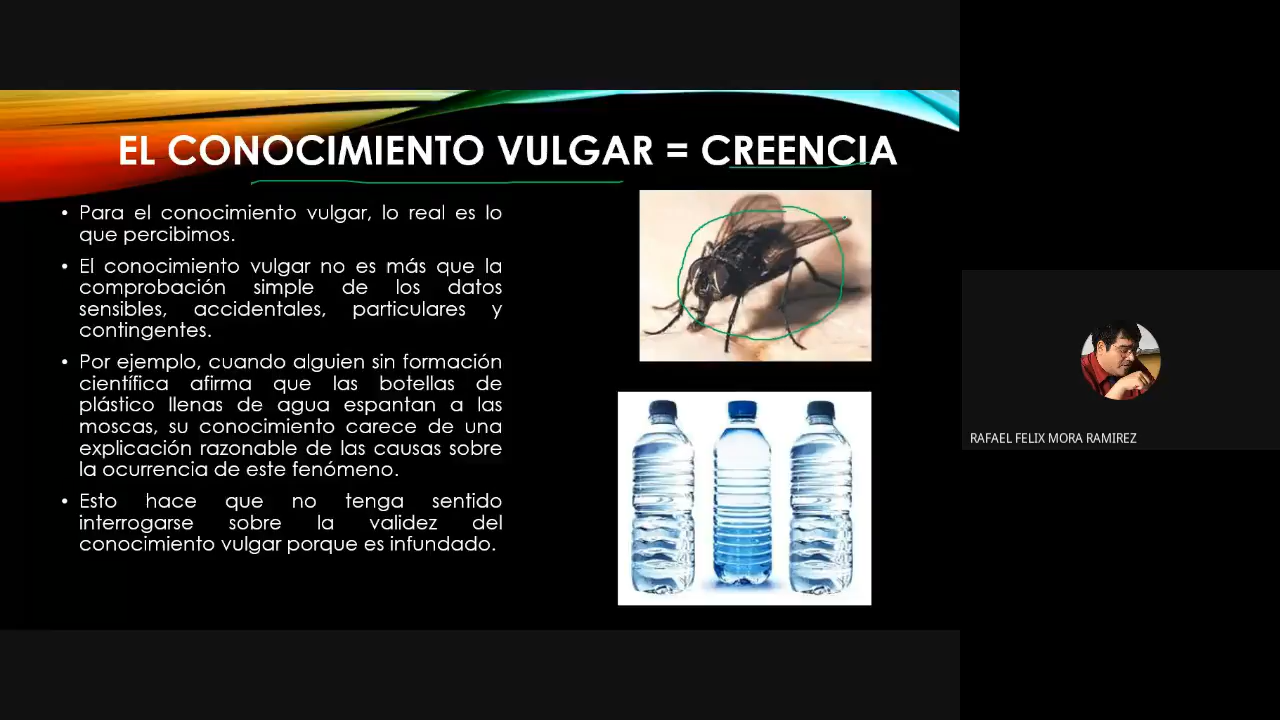 EL CONOCIMIENTO VULGAR = CREENCIA
• Para el conocimiento vulgar, lo real es lo
que percibimos.
• El conocimiento vulgar no es más que la
comprobación simple de los datos
sensibles, accidentales, particulares y
contingentes.
• Por ejemplo, cuando alguien sin formación
científica afirma que las botellas de
plástico llenas de agua espantan a las
moscas, su conocimiento carece de una
explicación razonable de las causas sobre
la ocurrencia de este fenómeno.
• Esto hace que no tenga sentido
interrogarse sobre la validez del
conocimiento vulgar porque es infundado.
RAFAEL FELIX MORA RAMIREZ